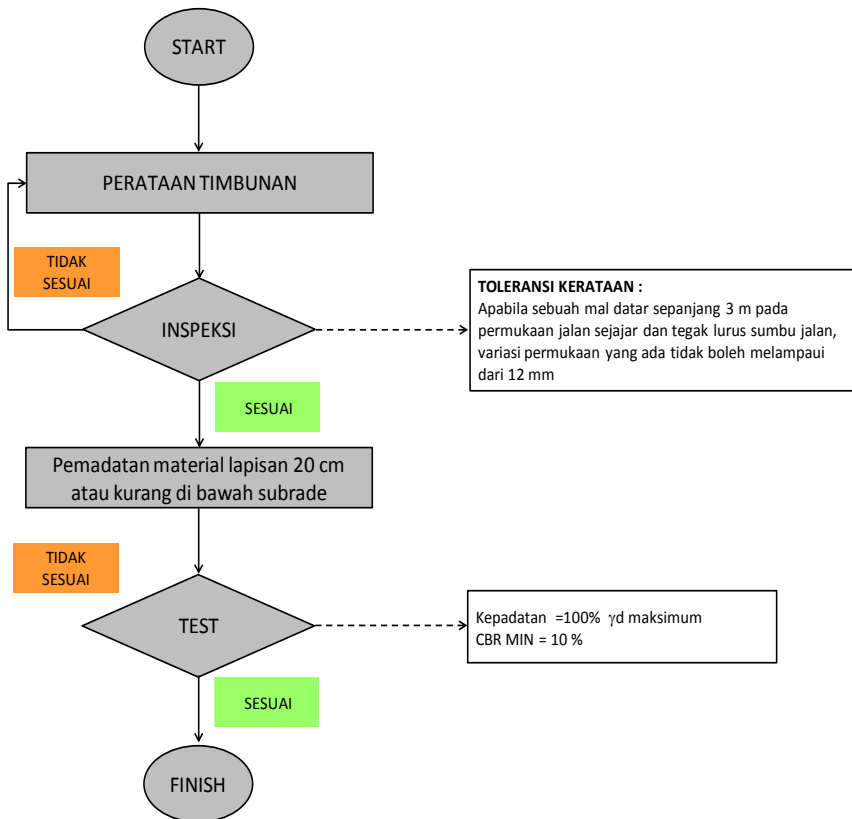 START
PERATAAN TIMBUNAN
TIDAK
SESUAI
INSPEKSI
TOLERANSI KERATAAN :
Apabila sebuah mal datar sepanjang 3 m pada
permukaan jalan sejajar dan tegak lurus sumbu jalan,
variasi permukaan yang ada tidak boleh melampaui
dari 12 mm
SESUAI
Pemadatan material lapisan 20 cm
atau kurang di bawah subrade
TIDAK
SESUAI
TEST
Kepadatan =100% γd maksimum
CBR MIN = 10 %
SESUAI
FINISH